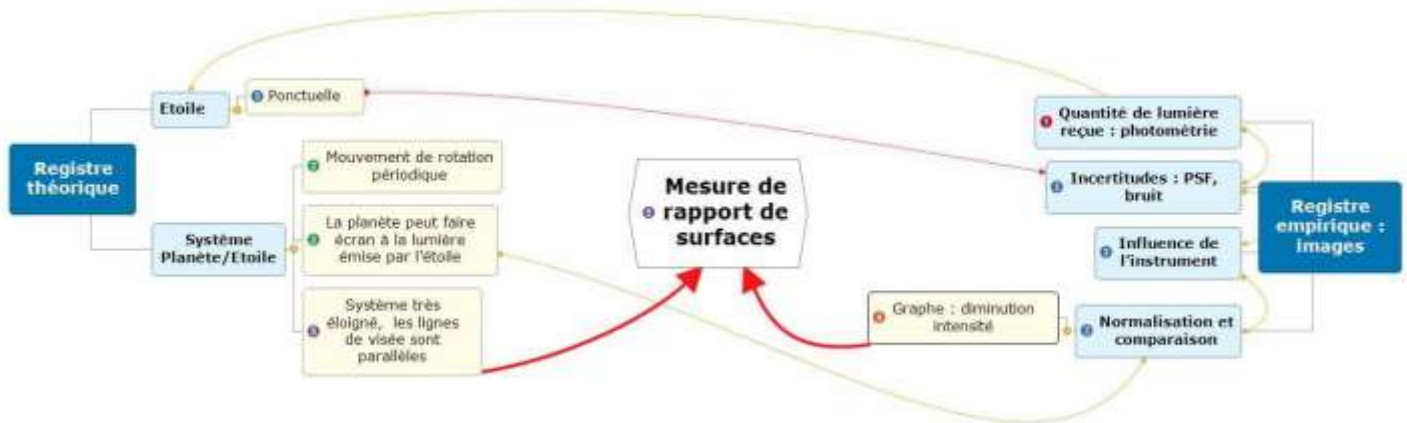 Registre
théorique
Etoile
Ponctuelle
Système
Planète/Etoile
Mouvement de rotation
périodique
La planète peut faire
écran à la lumière
émise par l'étoile
Système très
éloigné, les lignes
de visée sont
parallèles
Mesure de
rapport de
surfaces
Graphe : diminution
intensité
Quantité de lumière
reçue : photométrie
Incertitudes : PSF,
bruit
Influence de
l'instrument
Normalisation et
comparaison
Registre
empirique :
images